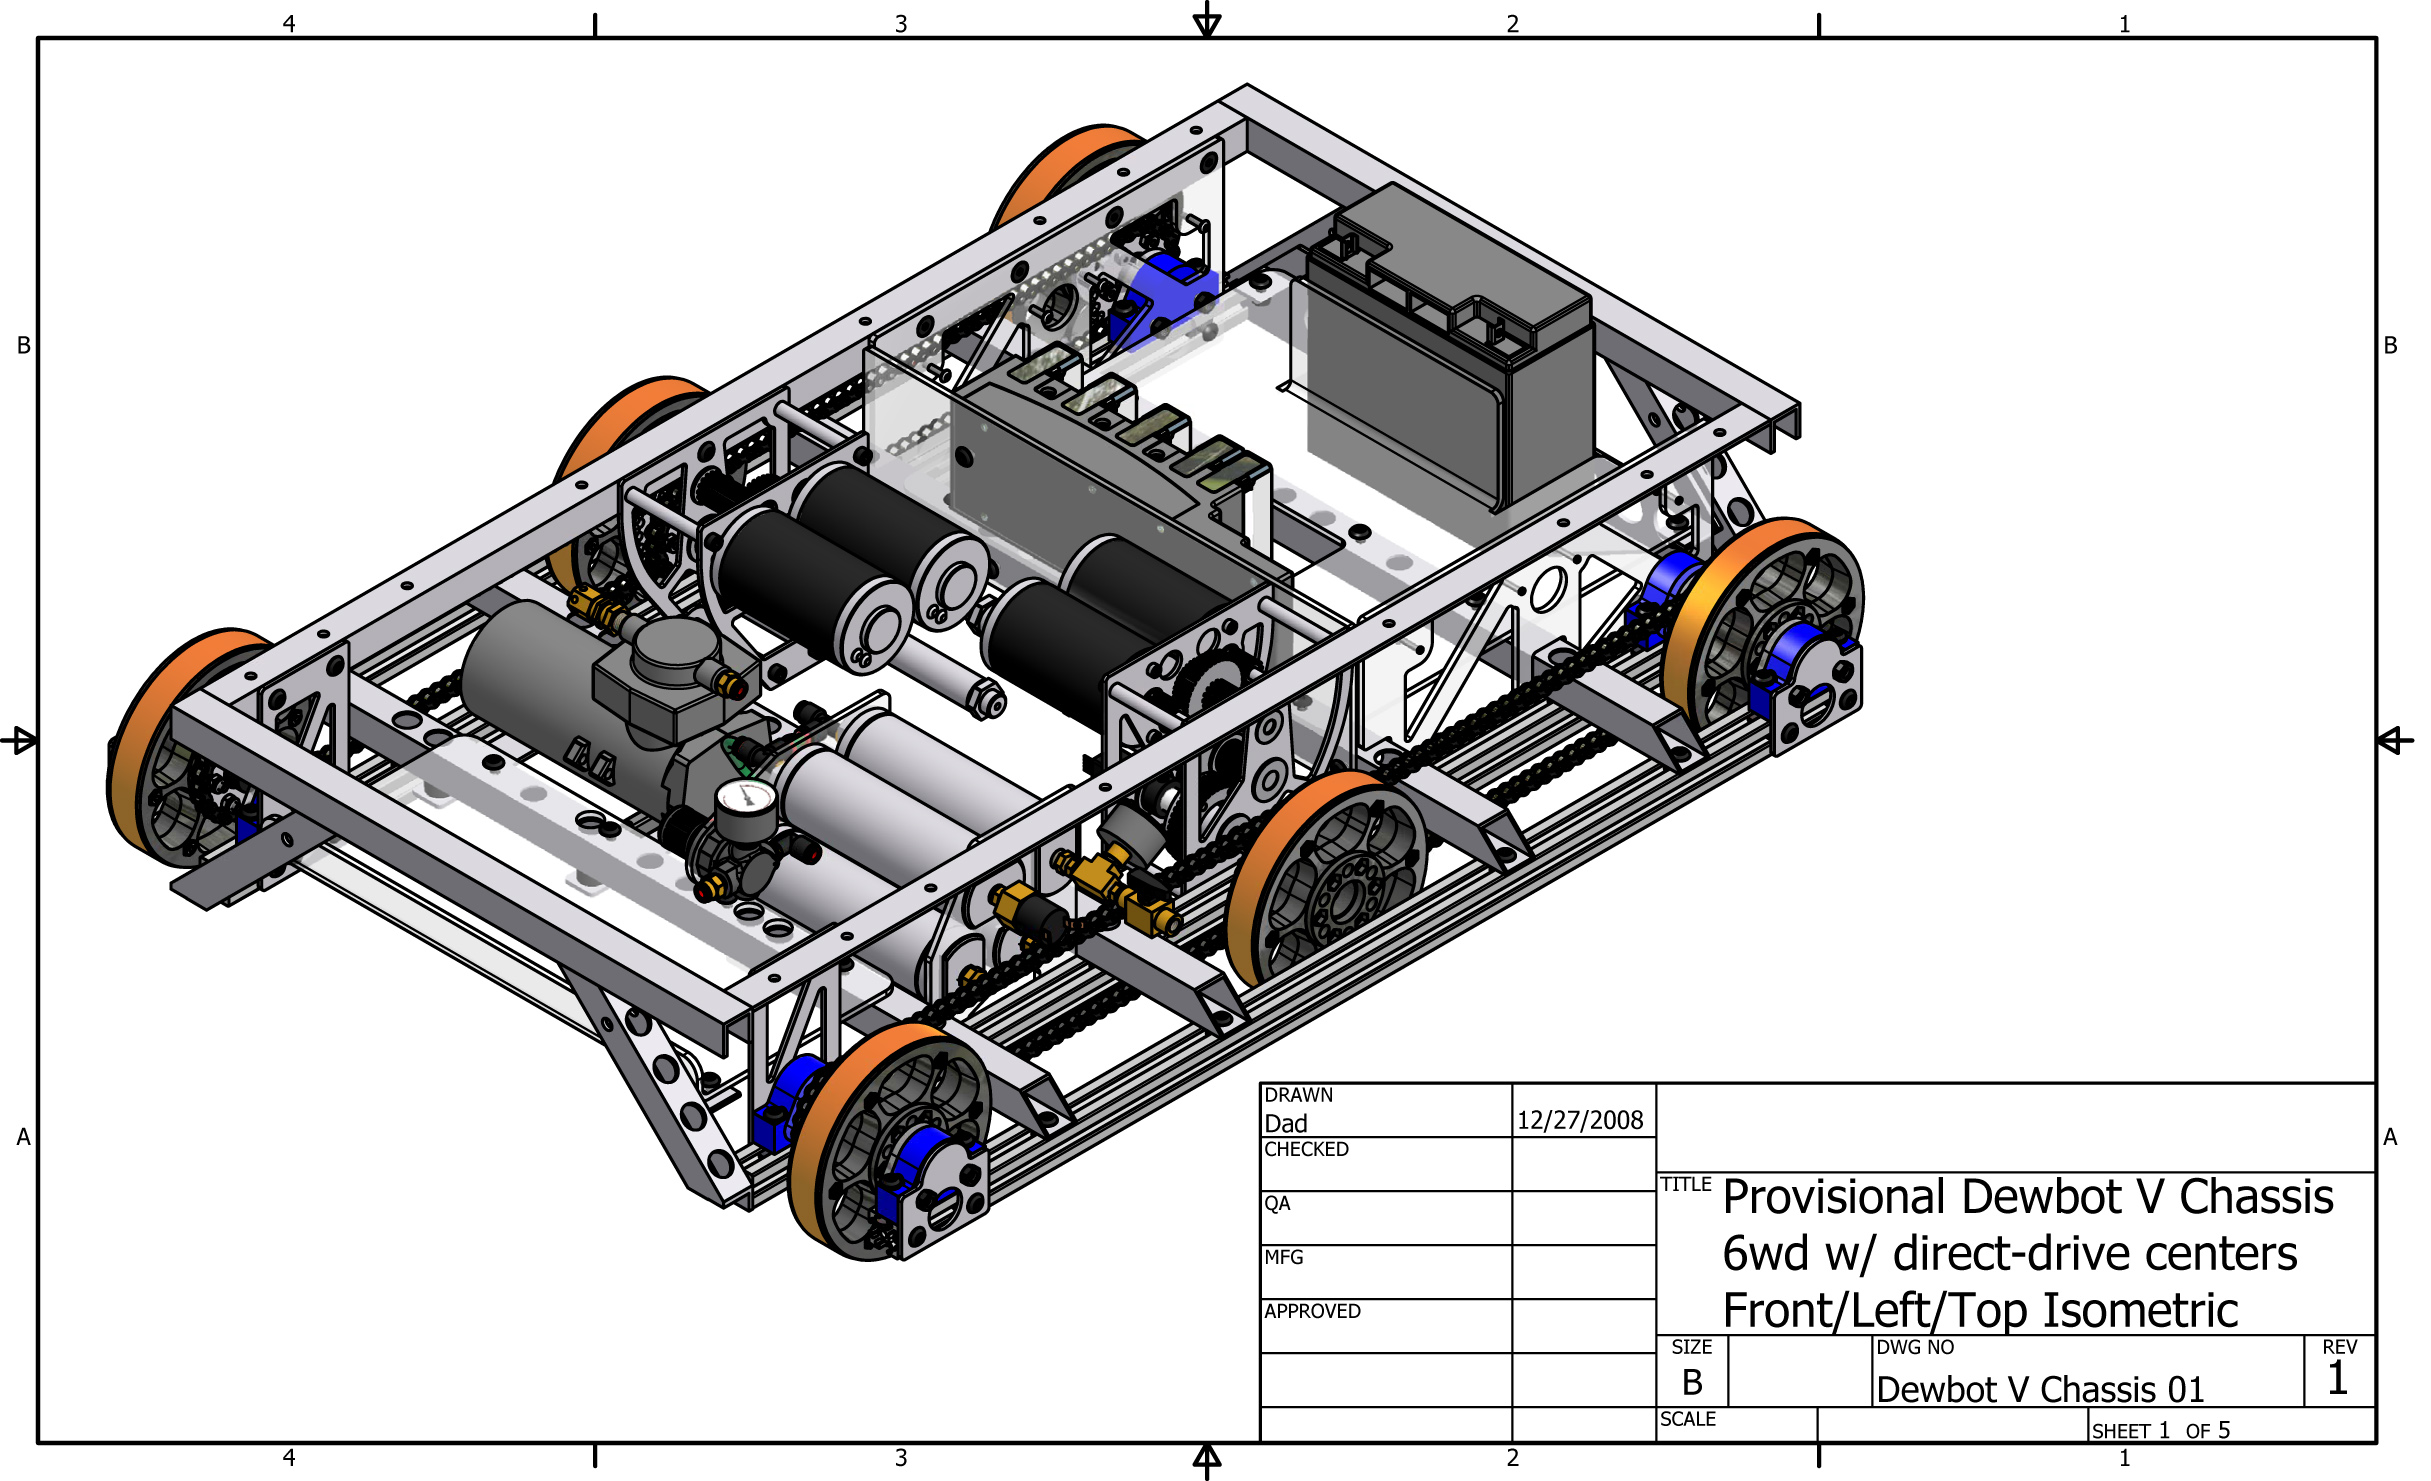 4 3 2 1
B B
A A
DRAWN
Dad 12/27/2008
CHECKED
QA
MFG
APPROVED
TITLE Provisional Dewbot V Chassis
6wd w/ direct-drive centers
Front/Left/Top Isometric
SIZE
B
DWG NO
Dewbot V Chassis 01
REV
1
SCALE
SHEET 1 OF 5
4 3 2 1